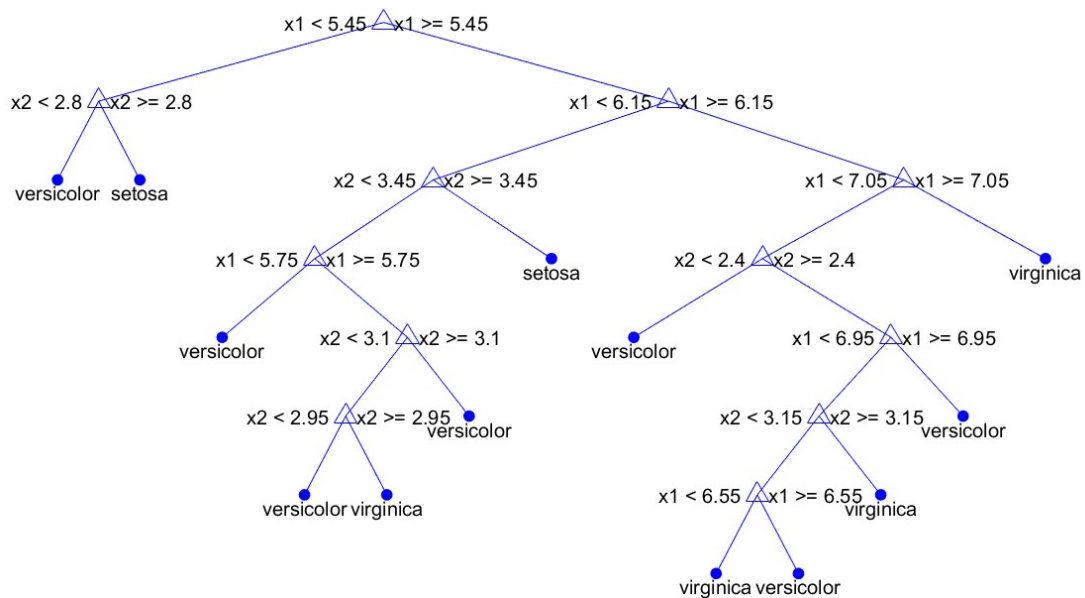 x1 < 5.45 x1 >= 5.45
x2 < 2.8 x2 >= 2.8 x1 < 6.15 x1 >= 6.15
versicolor setosa x2 < 3.45 x2 >= 3.45 x1 < 7.05 x1 >= 7.05
x1 < 5.75 x1 >= 5.75 setosa x2 < 2.4 x2 >= 2.4 virginica
versicolor x2 < 3.1 x2 >= 3.1 versicolor x1 < 6.95 x1 >= 6.95
x2 < 2.95 x2 >= 2.95 versicolor x2 < 3.15 x2 >= 3.15 versicolor
versicolor virginica x1 < 6.55 x1 >= 6.55 virginica
virginica versicolor